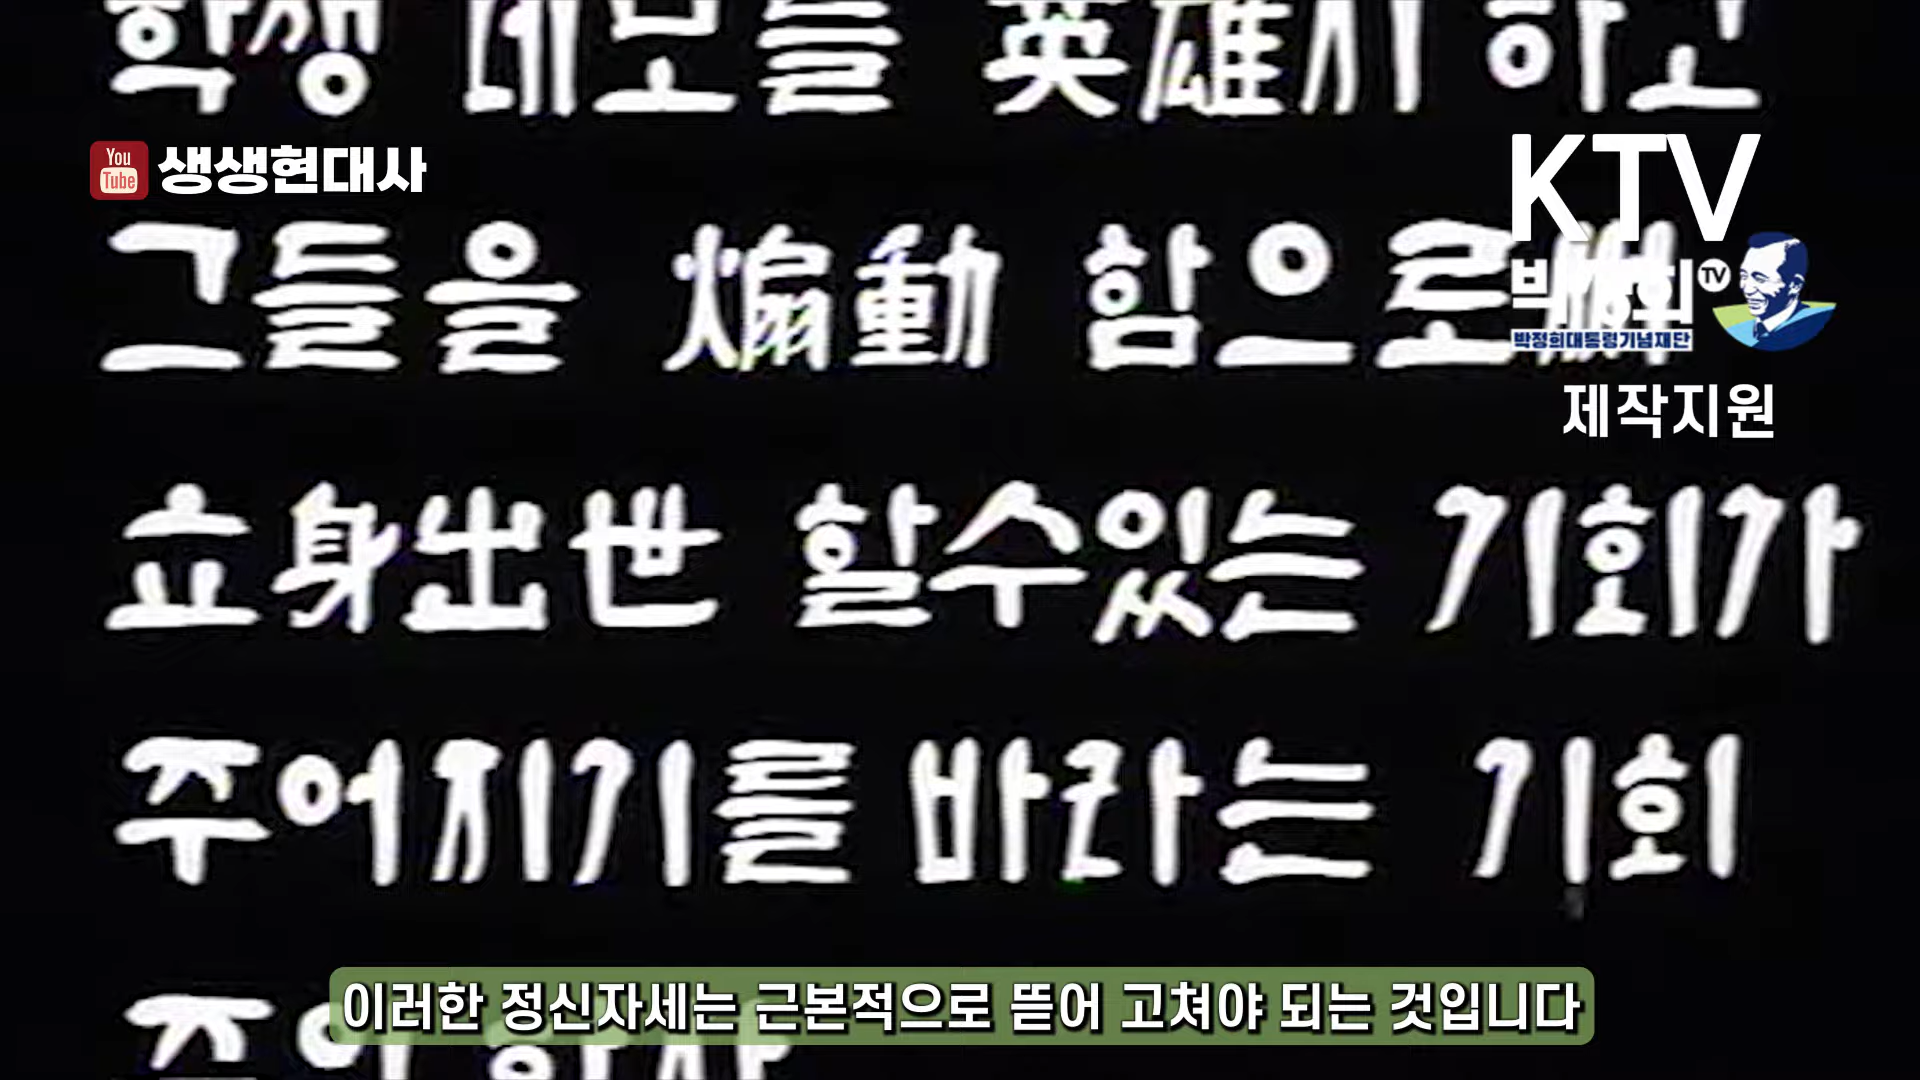 학생 데모를 英雄시 하고
YouTube 생생현대사
KTV
그들을 煽動 함으로써
박정희 TV
박정희대통령기념재단
제작지원
立身出世 할수있는 기회가
주어지기를 바라는 기회
주의
이러한 정신자세는 근본적으로 뜯어 고쳐야 되는 것입니다